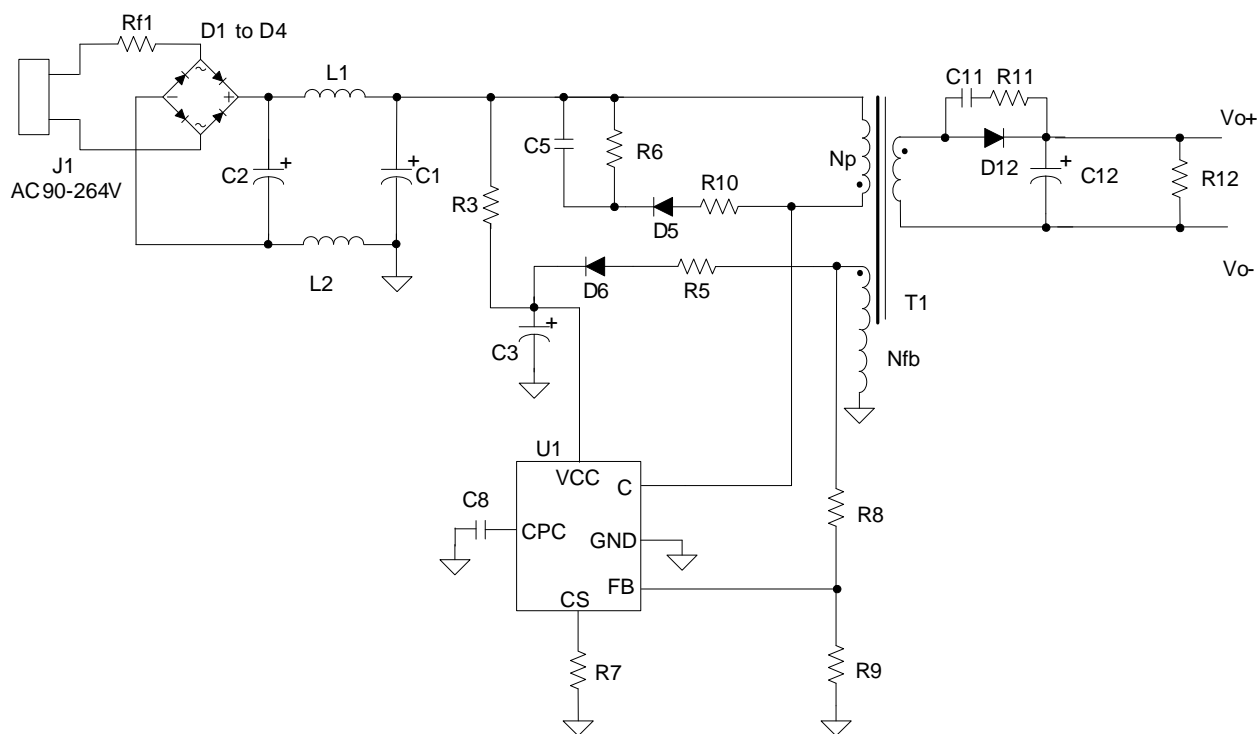 Rf1
D1 to D4
J1
AC90-264V
L1
C2
C1
L2
R3
C5
R6
R10
D5
Np
C11
R11
D12
C12
R12
Vo+
Vo-
D6
R5
C3
T1
Nfb
U1
VCC
C
C8
CPC
GND
FB
CS
R7
R8
R9